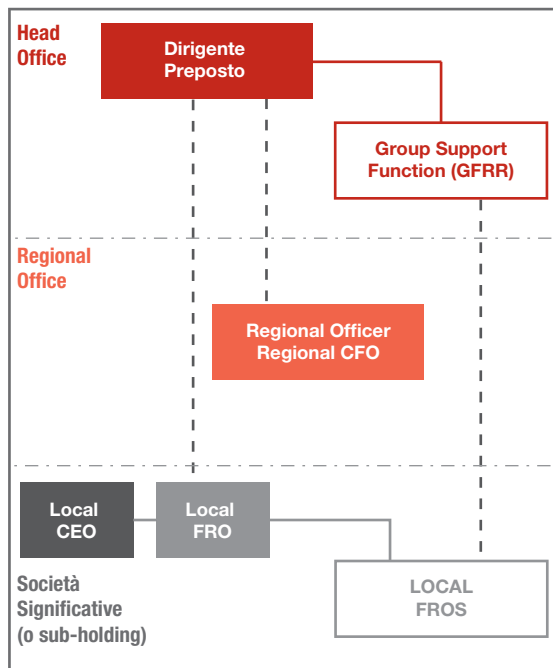 Head
Office
Dirigente
Preposto
Group Support
Function (GFRR)
Regional
Office
Regional Officer
Regional CFO
Local
CEO
Local
FRO
Società
Significative
(o sub-holding)
LOCAL
FROS